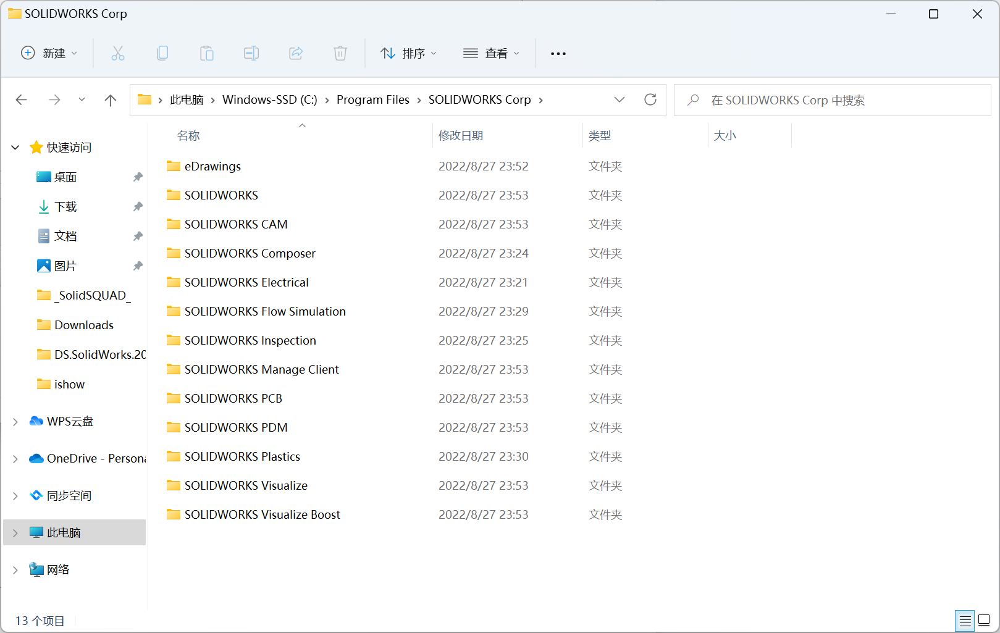 SOLIDWORKS Corp
新建 排序 查看
此电脑 › Windows-SSD (C:) › Program Files › SOLIDWORKS Corp ›
在 SOLIDWORKS Corp 中搜索
快速访问
桌面
下载
文档
图片
_SolidSQUAD_
Downloads
DS.SolidWorks.20
ishow
WPS云盘
OneDrive - Persona
同步空间
此电脑
网络
名称 修改日期 类型 大小
eDrawings 2022/8/27 23:52 文件夹
SOLIDWORKS 2022/8/27 23:53 文件夹
SOLIDWORKS CAM 2022/8/27 23:53 文件夹
SOLIDWORKS Composer 2022/8/27 23:24 文件夹
SOLIDWORKS Electrical 2022/8/27 23:21 文件夹
SOLIDWORKS Flow Simulation 2022/8/27 23:29 文件夹
SOLIDWORKS Inspection 2022/8/27 23:25 文件夹
SOLIDWORKS Manage Client 2022/8/27 23:53 文件夹
SOLIDWORKS PCB 2022/8/27 23:53 文件夹
SOLIDWORKS PDM 2022/8/27 23:53 文件夹
SOLIDWORKS Plastics 2022/8/27 23:30 文件夹
SOLIDWORKS Visualize 2022/8/27 23:53 文件夹
SOLIDWORKS Visualize Boost 2022/8/27 23:53 文件夹
13 个项目